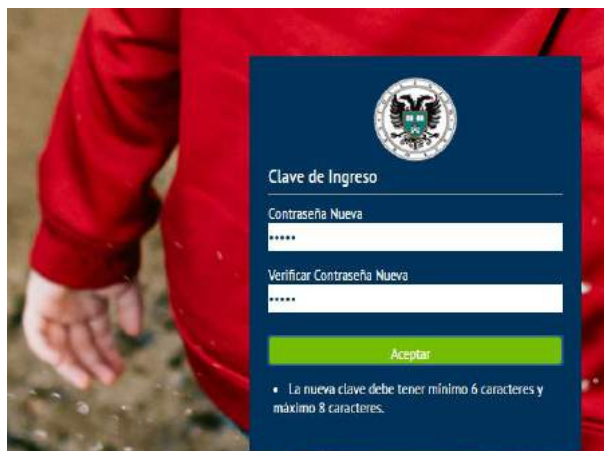 Clave de Ingreso
Contraseña Nueva
•••••
Verificar Contraseña Nueva
•••••
Aceptar
• La nueva clave debe tener mínimo 6 caracteres y
máximo 8 caracteres.